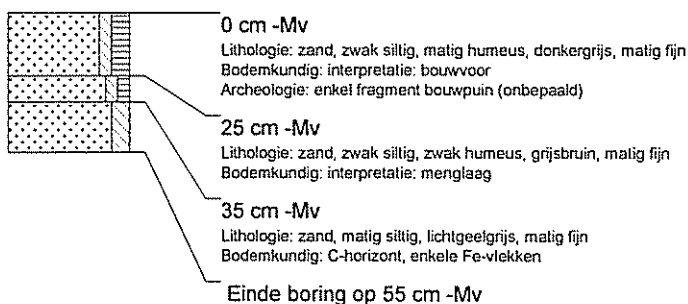 0 cm -Mv
Lithologie: zand, zwak siltig, matig humeus, donkergrijs, matig fijn
Bodemkundig: interpretatie: bouwvoor
Archeologie: enkel fragment bouwpuin (onbepaald)
25 cm -Mv
Lithologie: zand, zwak siltig, zwak humeus, grijsbruin, matig fijn
Bodemkundig: interpretatie: menglaag
35 cm -Mv
Lithologie: zand, matig siltig, lichtgeelgrijs, matig fijn
Bodemkundig: C-horizont, enkele Fe-vlekken
Einde boring op 55 cm -Mv